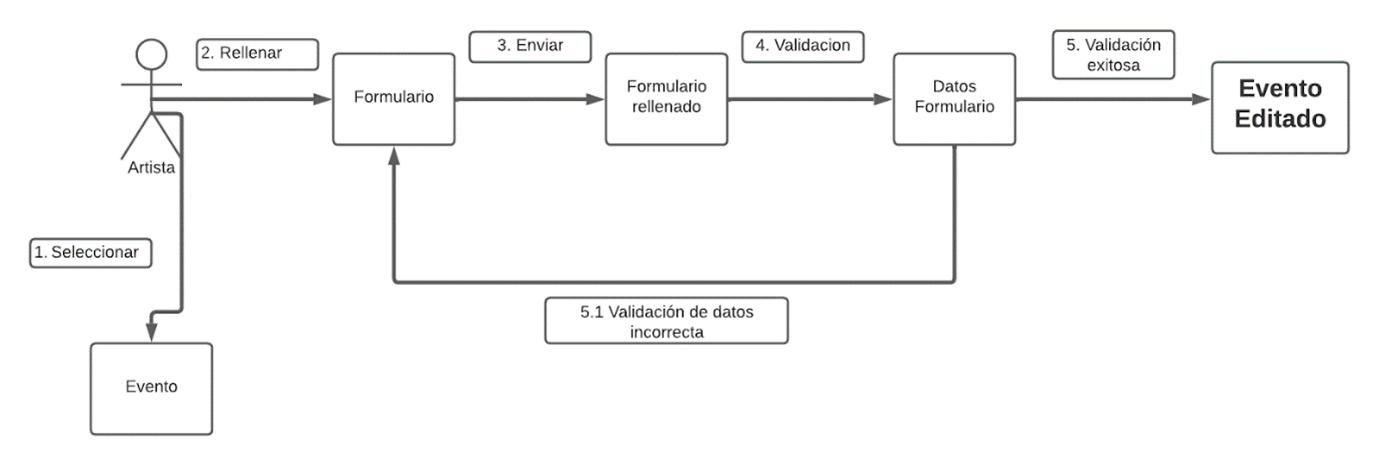 2. Rellenar
3. Enviar
4. Validacion
5. Validación
exitosa
Formulario
Formulario
rellenado
Datos
Formulario
Evento
Editado
Artista
1. Seleccionar
5.1 Validación de datos
incorrecta
Evento